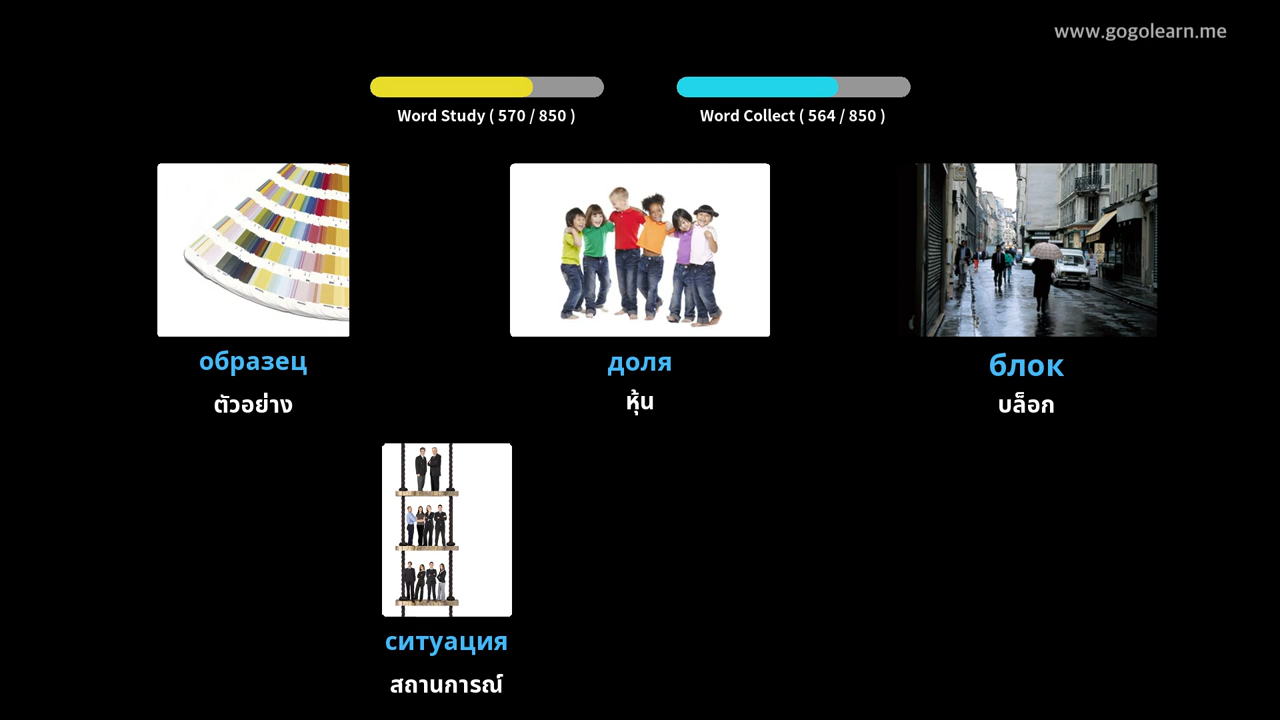 www.gogolearn.me
Word Study ( 570 / 850 )
Word Collect ( 564 / 850 )
образец
ตัวอย่าง
доля
หุ้น
блок
บล็อก
ситуация
สถานการณ์